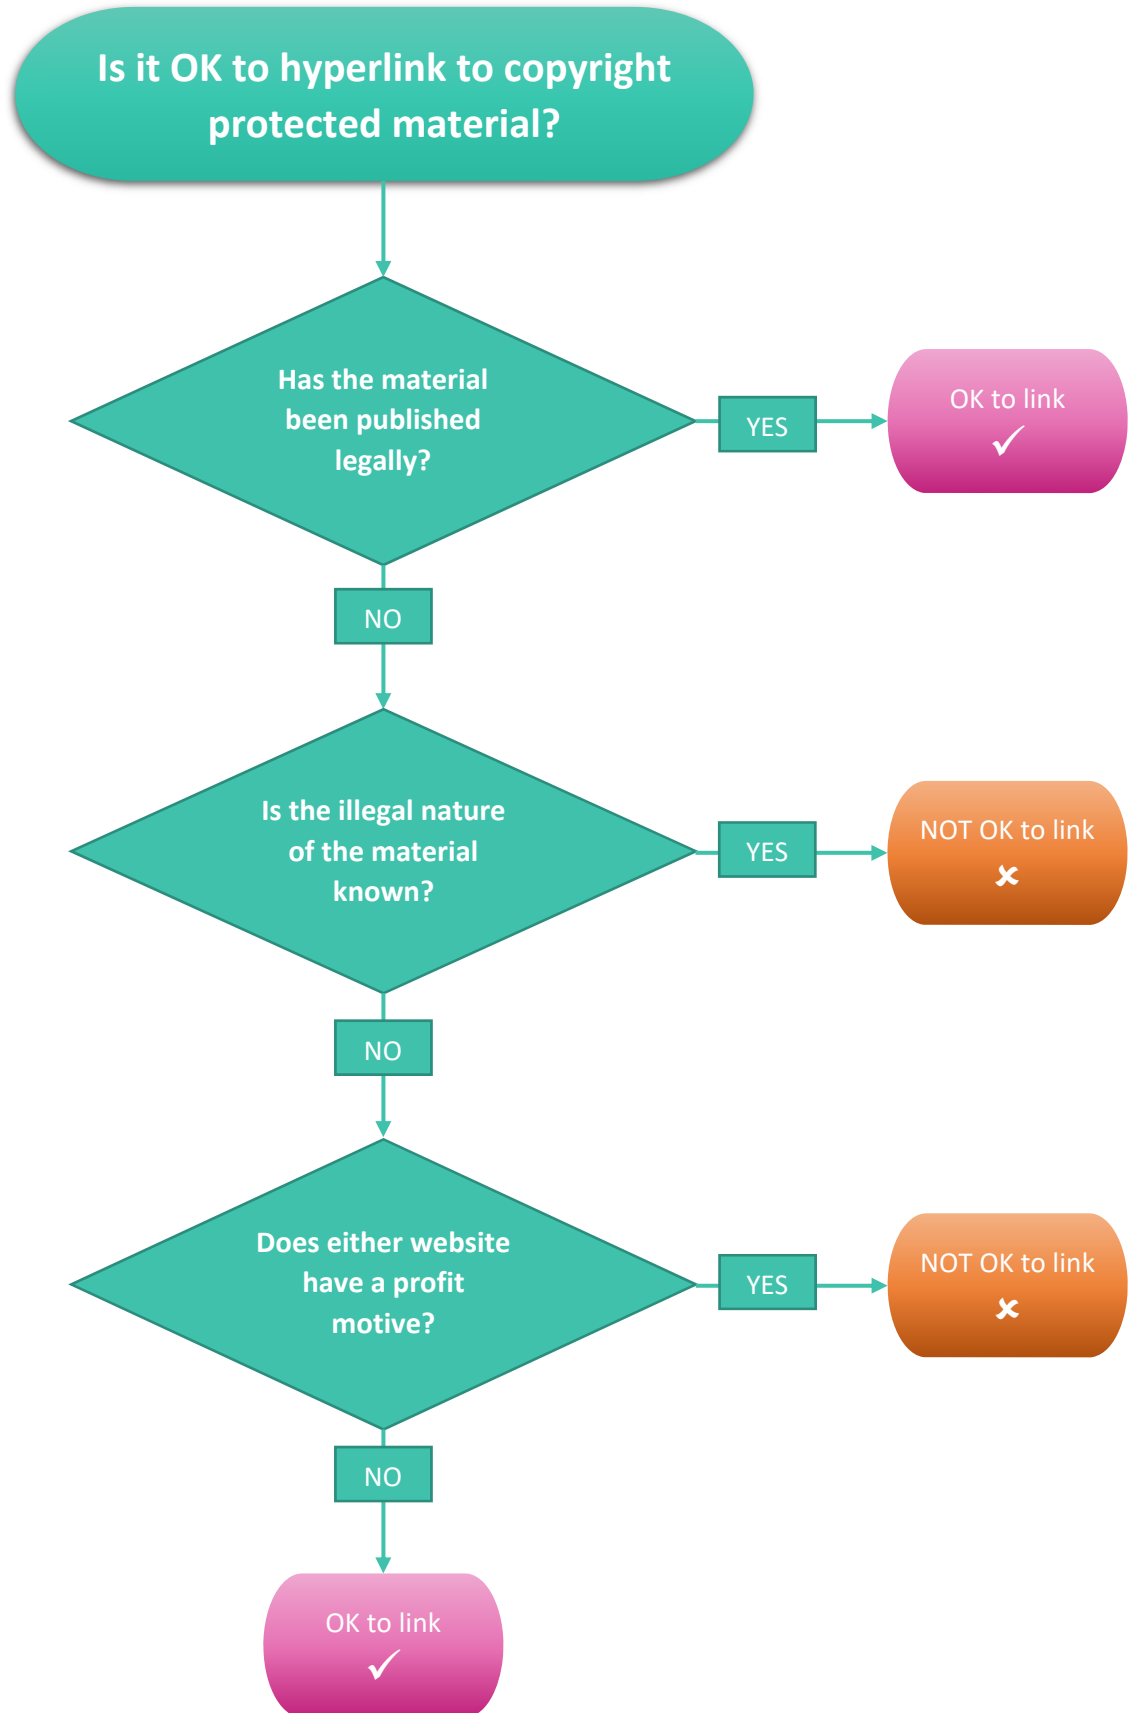 Is it OK to hyperlink to copyright
protected material?
Has the material
been published
legally?
YES
OK to link
✓
NO
Is the illegal nature
of the material
known?
YES
NOT OK to link
✘
NO
Does either website
have a profit
motive?
YES
NOT OK to link
✘
NO
OK to link
✓